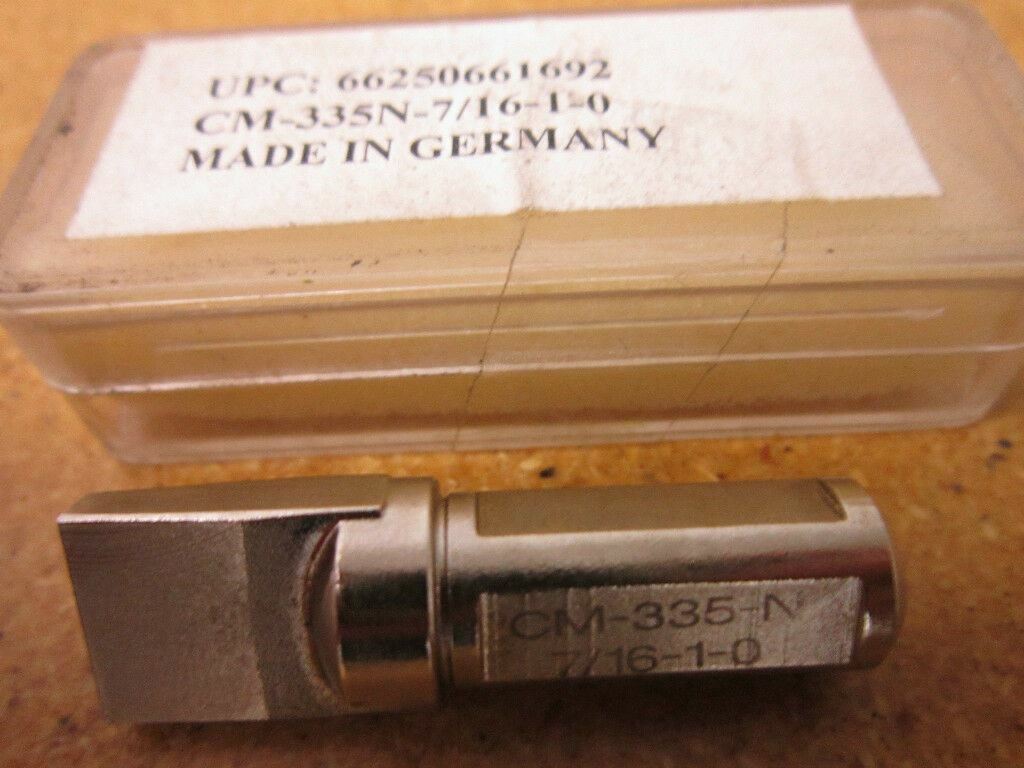 UPC: 66250661692
CM-335N-7/16-1-0
MADE IN GERMANY
CM-335-N
7/16-1-0